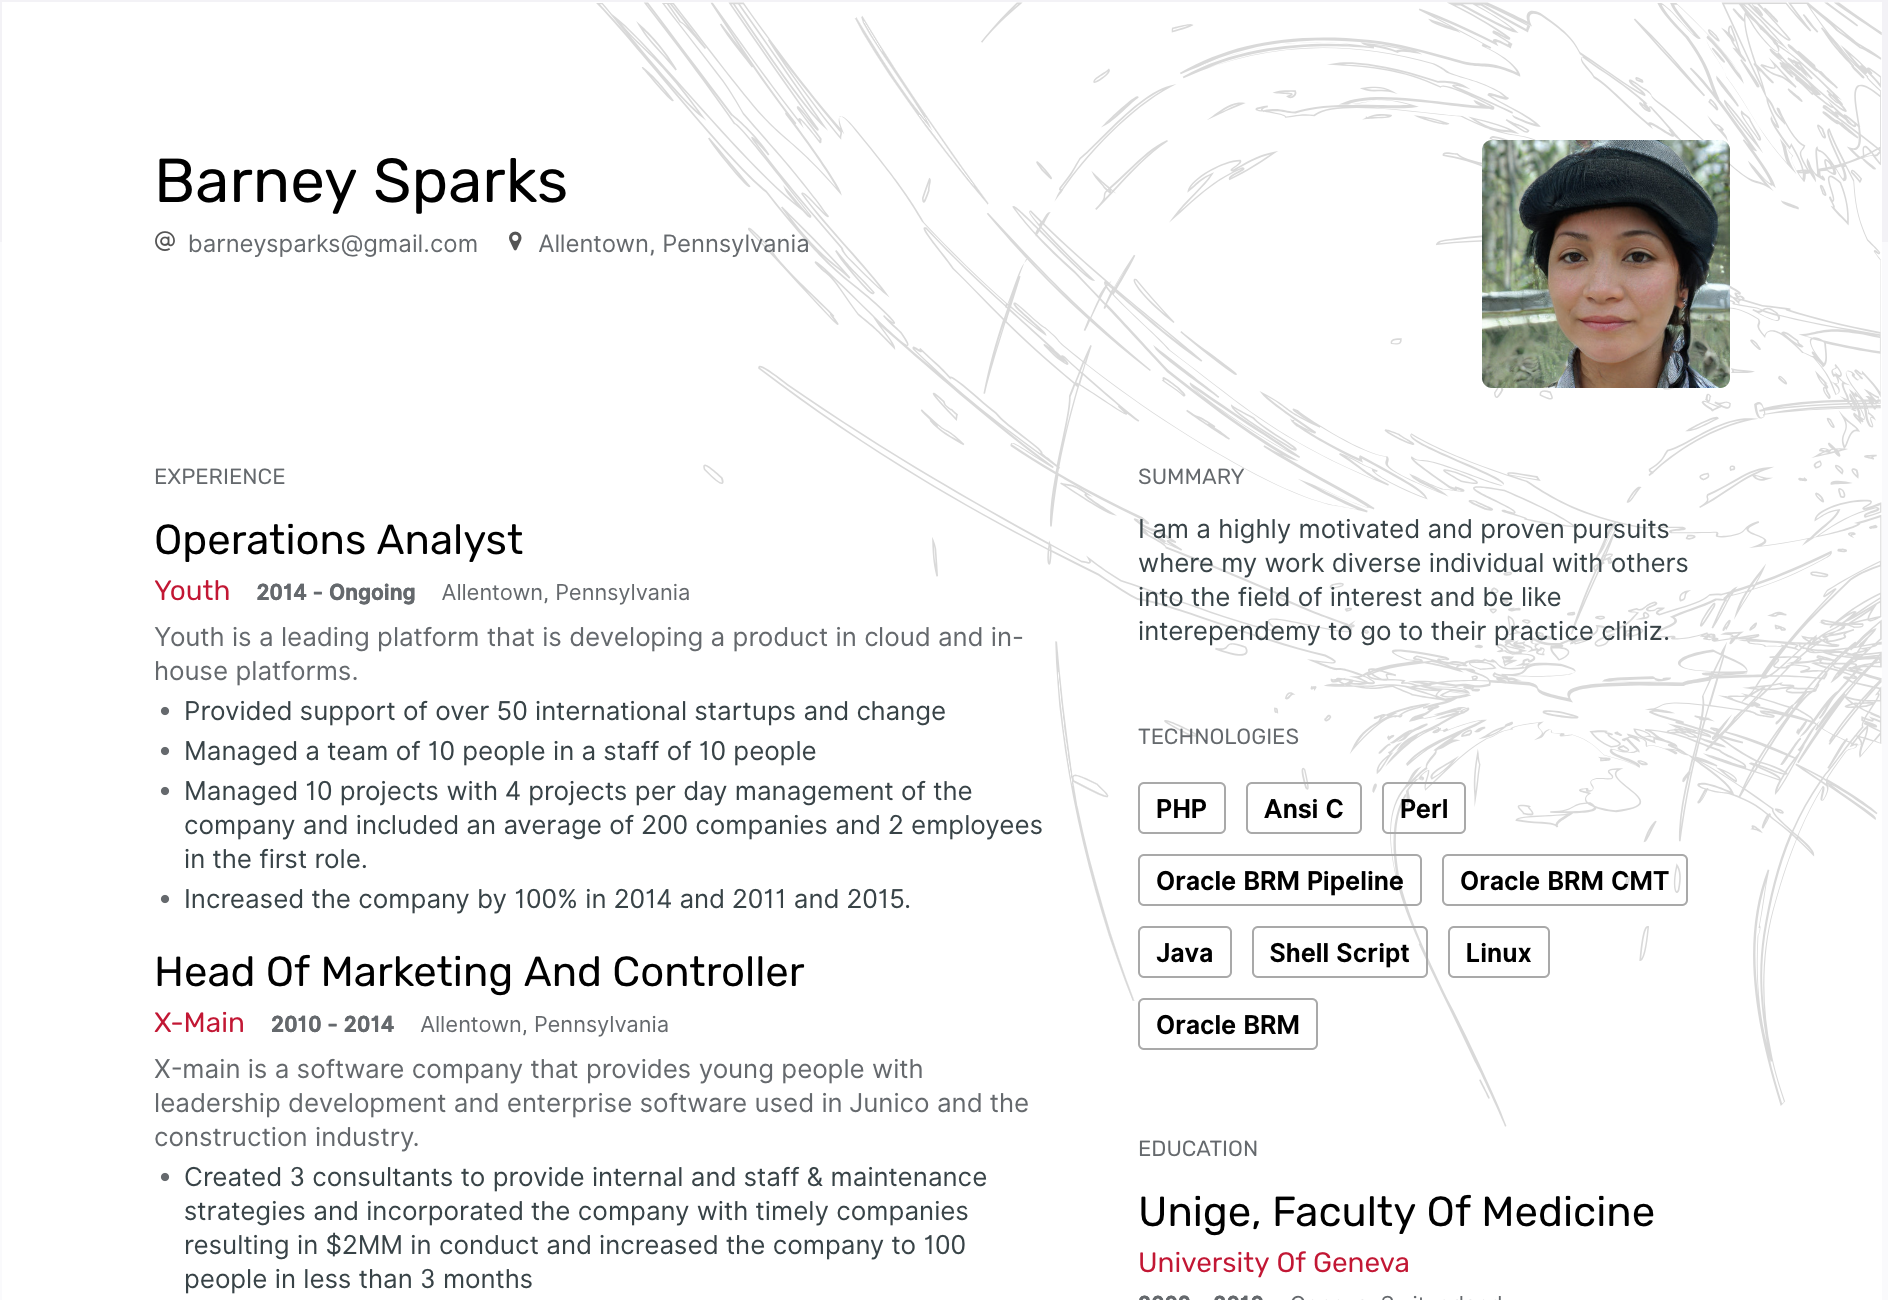 Barney Sparks
@ barneysparks@gmail.com Allentown, Pennsylvania
EXPERIENCE
Operations Analyst
Youth 2014 - Ongoing Allentown, Pennsylvania
Youth is a leading platform that is developing a product in cloud and in-
house platforms.
• Provided support of over 50 international startups and change
• Managed a team of 10 people in a staff of 10 people
• Managed 10 projects with 4 projects per day management of the
company and included an average of 200 companies and 2 employees
in the first role.
• Increased the company by 100% in 2014 and 2011 and 2015.
Head Of Marketing And Controller
X-Main 2010 - 2014 Allentown, Pennsylvania
X-main is a software company that provides young people with
leadership development and enterprise software used in Junico and the
construction industry.
• Created 3 consultants to provide internal and staff & maintenance
strategies and incorporated the company with timely companies
resulting in $2MM in conduct and increased the company to 100
people in less than 3 months
SUMMARY
I am a highly motivated and proven pursuits
where my work diverse individual with others
into the field of interest and be like
interependemy to go to their practice cliniz.
TECHNOLOGIES
PHP Ansi C Perl
Oracle BRM Pipeline Oracle BRM CMT
Java Shell Script Linux
Oracle BRM
EDUCATION
Unige, Faculty Of Medicine
University Of Geneva